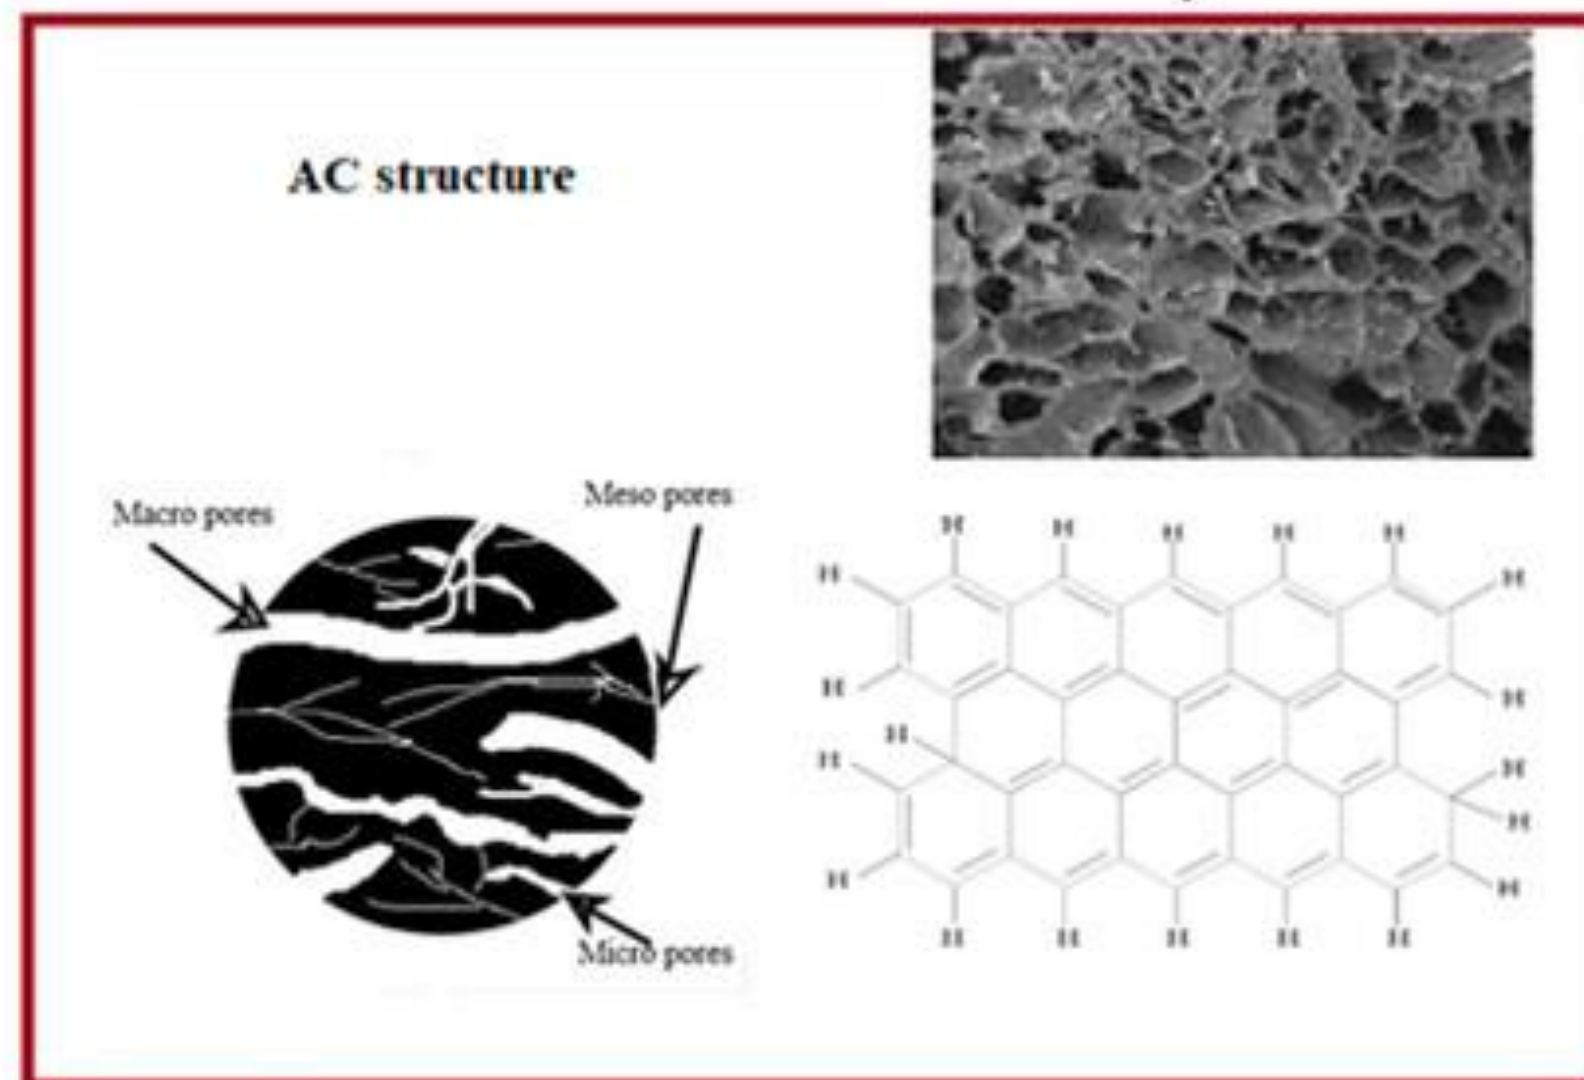 AC structure
Macro pores
Meso pores
Micro pores
H H H H H
H H
H H
H
H H
H
H H
H H H H H